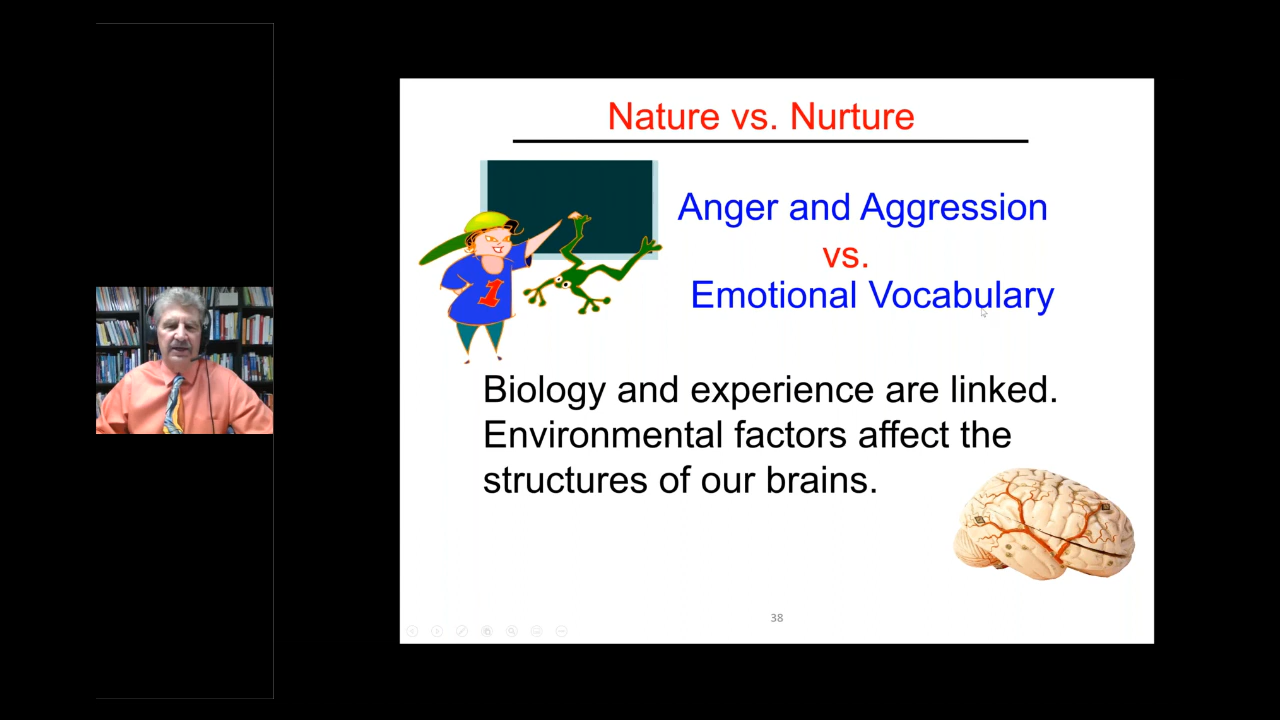 Nature vs. Nurture
Anger and Aggression
vs.
Emotional Vocabulary
1
Biology and experience are linked.
Environmental factors affect the
structures of our brains.
38